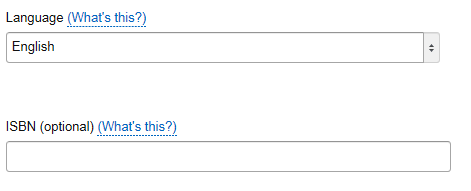 Language (What's this?)
English
ISBN (optional) (What's this?)